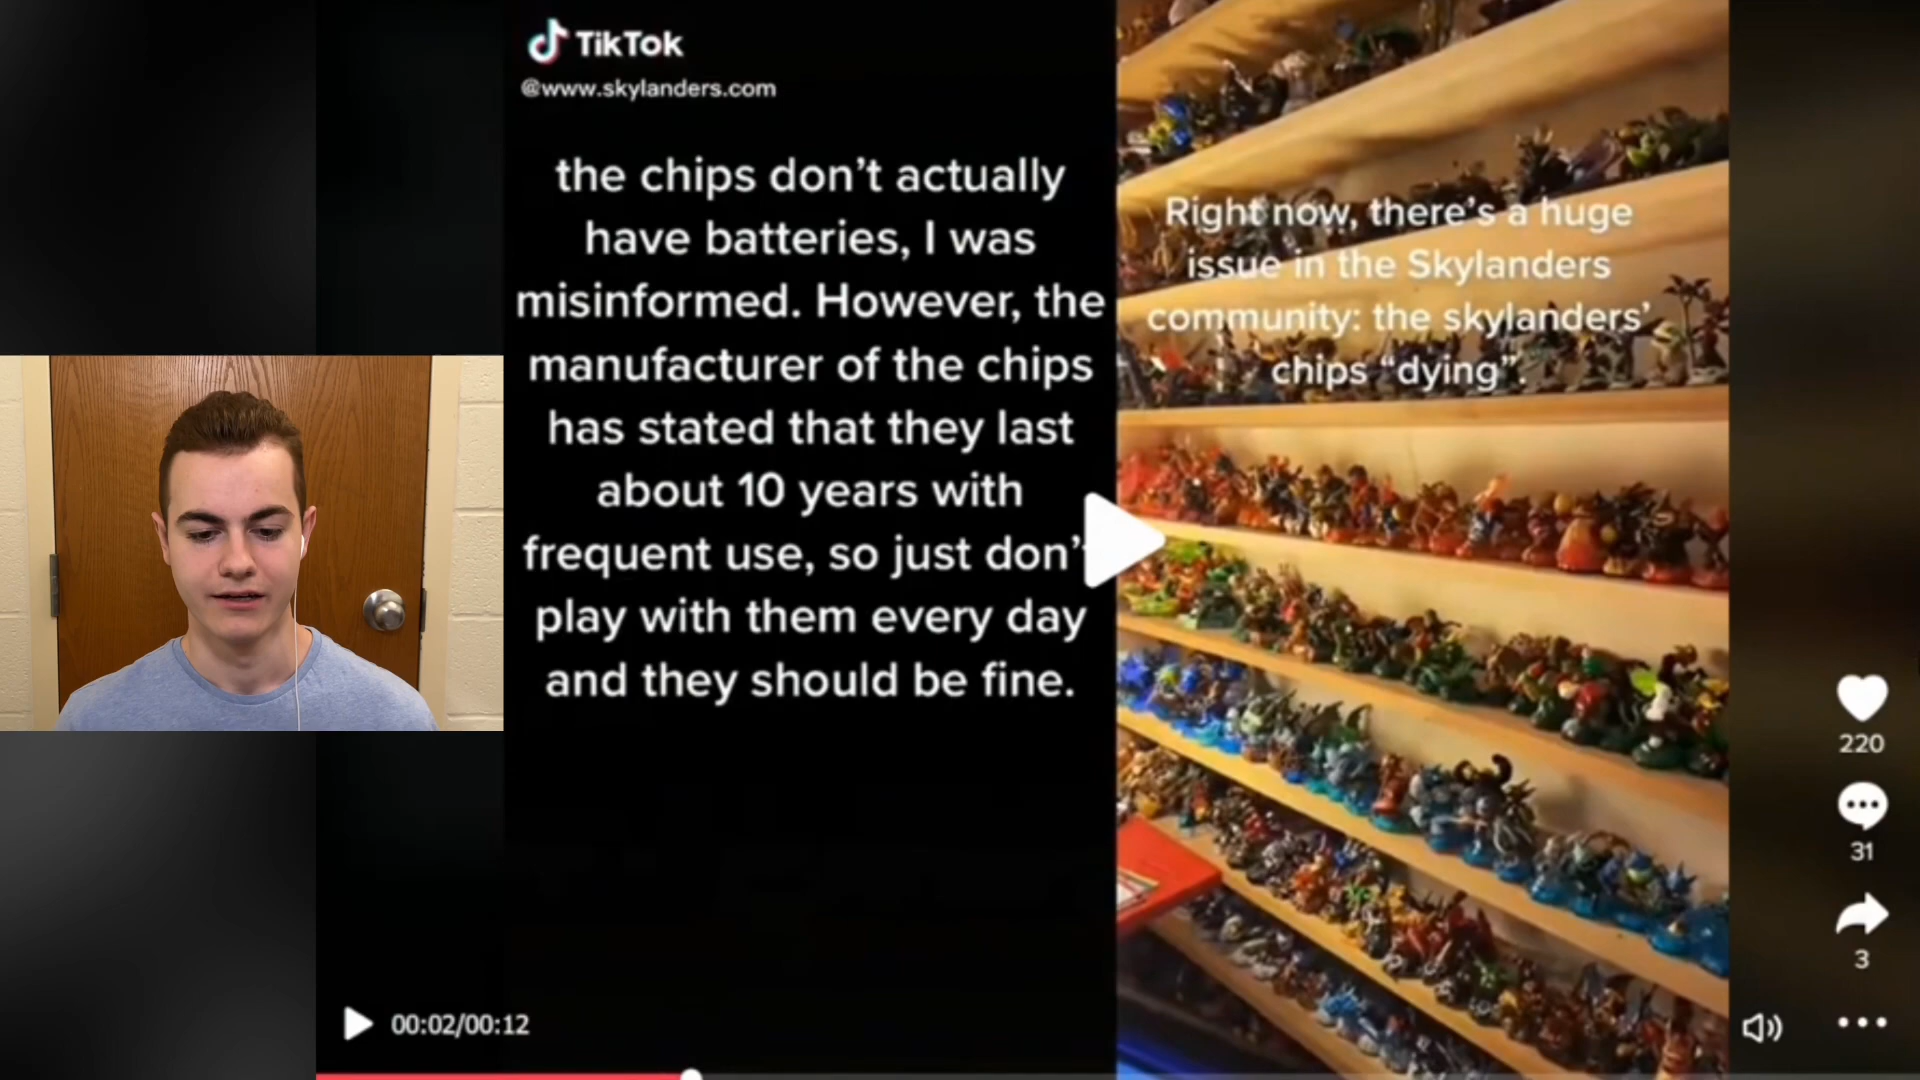 TikTok
@www.skylanders.com
the chips don't actually
have batteries, I was
misinformed. However, the
manufacturer of the chips
has stated that they last
about 10 years with
frequent use, so just don'
play with them every day
and they should be fine.
Right now, there's a huge
issue in the Skylanders
community: the skylanders'
chips "dying".
220
31
3
00:02/00:12